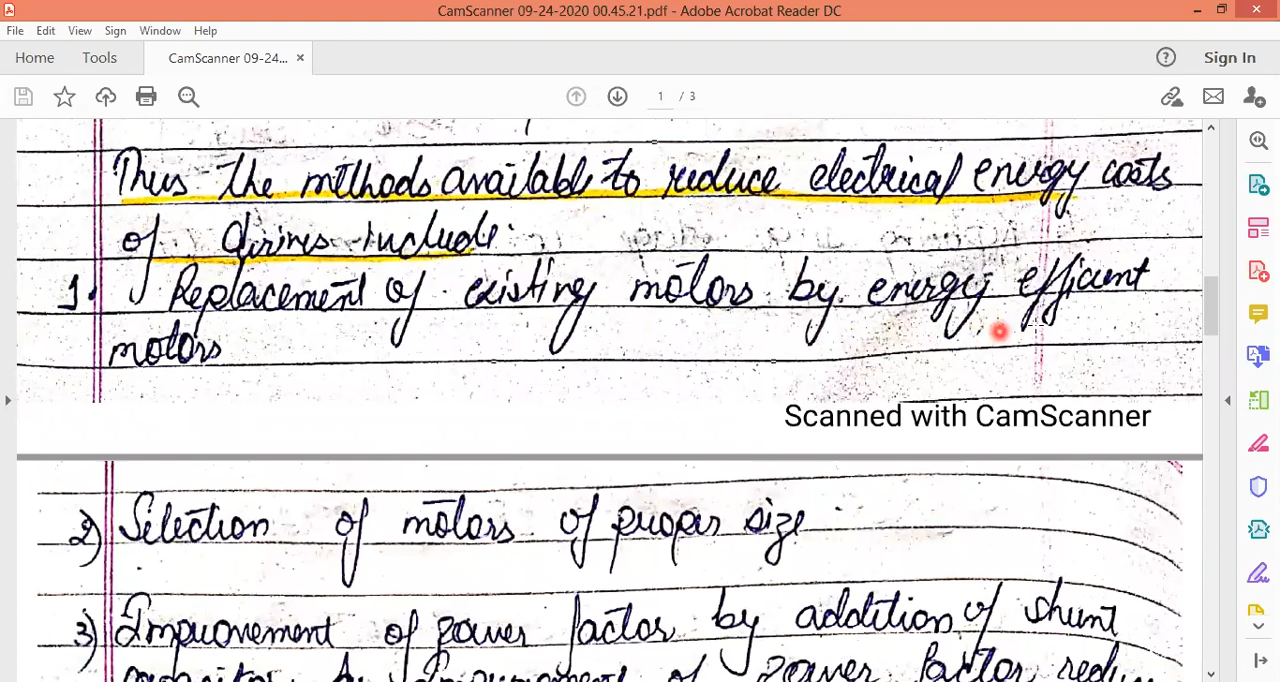 CamScanner 09-24-2020 00.45.21.pdf - Adobe Acrobat Reader DC
File Edit View Sign Window Help
Home Tools CamScanner 09-24... × Sign In
1 / 3
Thus the methods available to reduce electrical energy costs
of drives include.
1. Replacement of existing motors by energy efficient
motors
Scanned with CamScanner
2) Selection of motors of proper size.
3) Improvement of power factor by addition of shunt
of power factor